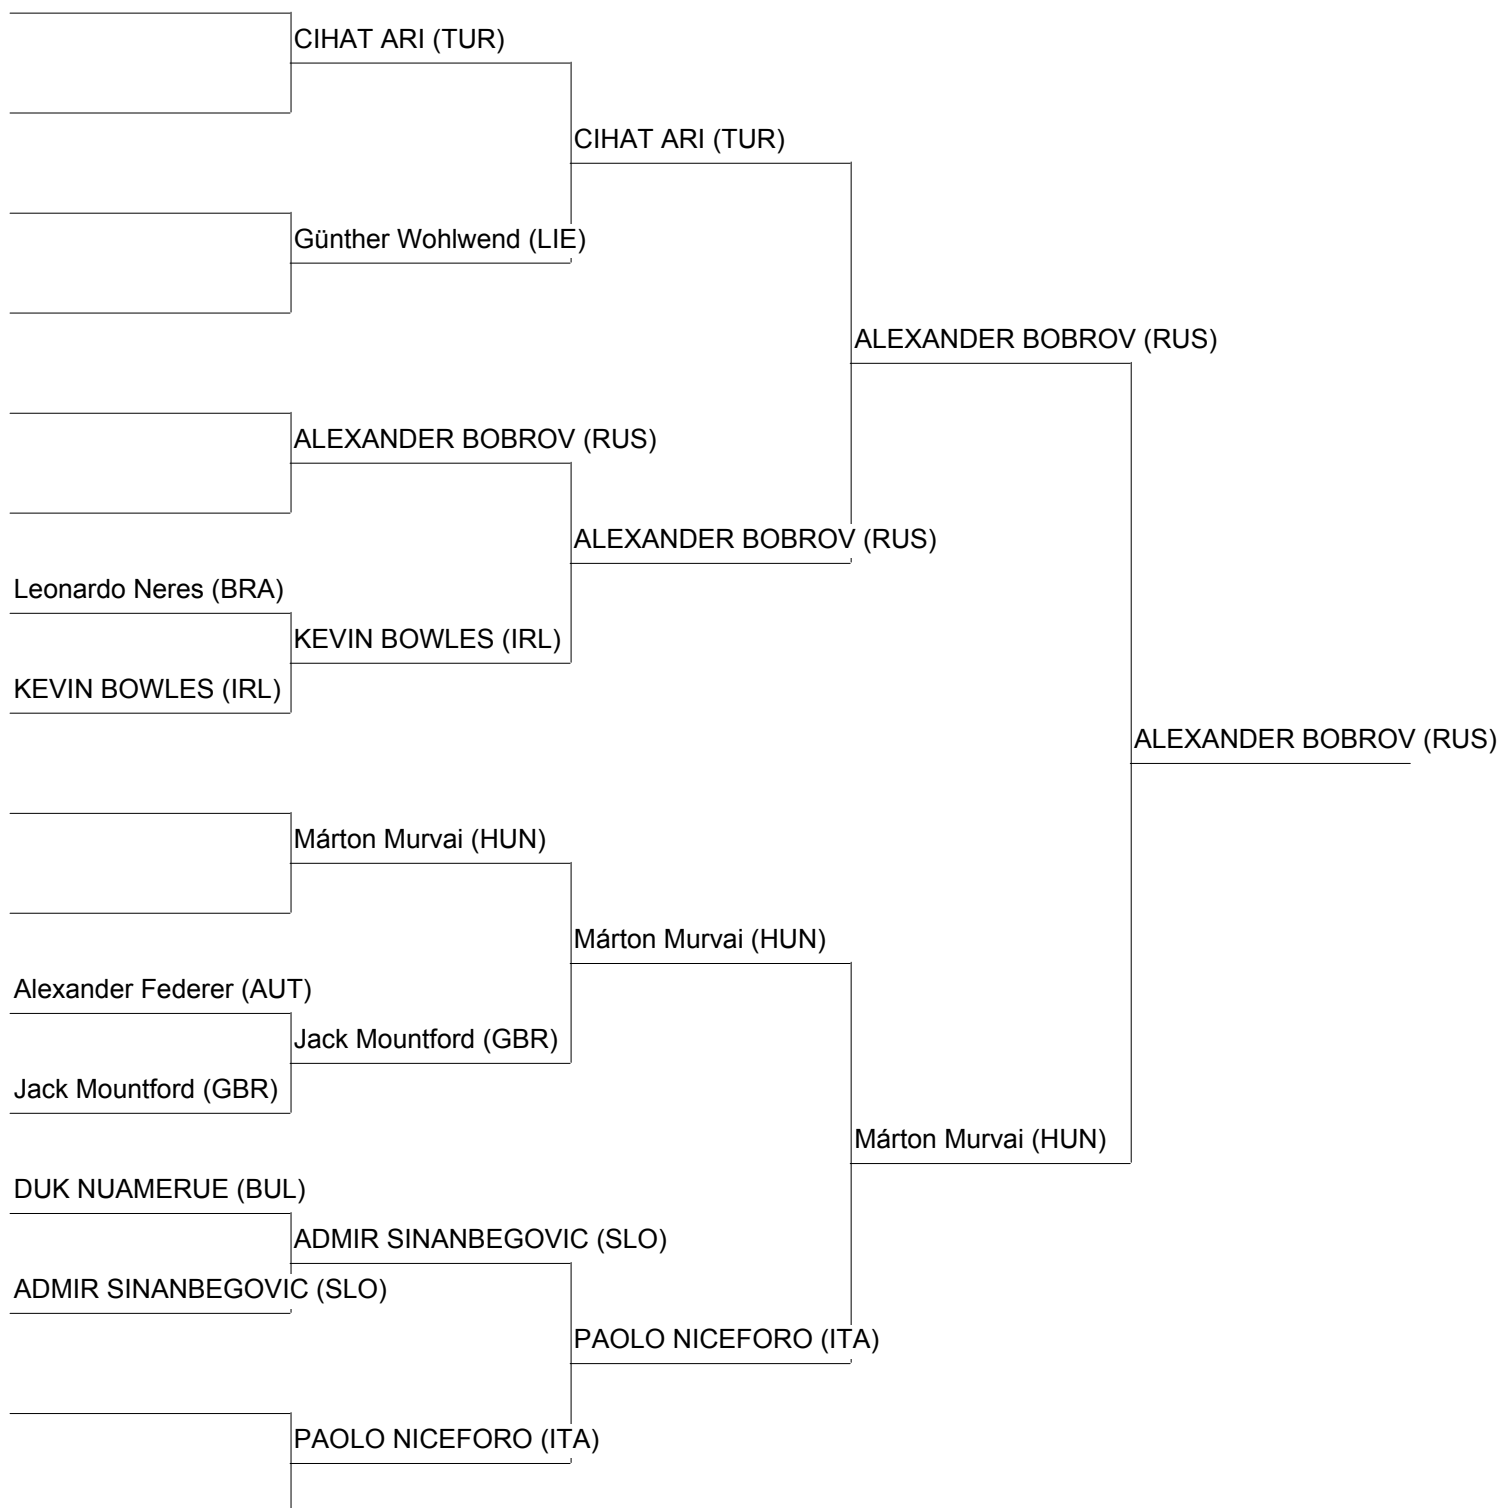 CIHAT ARI (TUR)
CIHAT ARI (TUR)
Günther Wohlwend (LIE)
ALEXANDER BOBROV (RUS)
ALEXANDER BOBROV (RUS)
ALEXANDER BOBROV (RUS)
Leonardo Neres (BRA)
KEVIN BOWLES (IRL)
KEVIN BOWLES (IRL)
ALEXANDER BOBROV (RUS)
Márton Murvai (HUN)
Márton Murvai (HUN)
Alexander Federer (AUT)
Jack Mountford (GBR)
Jack Mountford (GBR)
Márton Murvai (HUN)
DUK NUAMERUE (BUL)
ADMIR SINANBEGOVIC (SLO)
ADMIR SINANBEGOVIC (SLO)
PAOLO NICEFORO (ITA)
PAOLO NICEFORO (ITA)